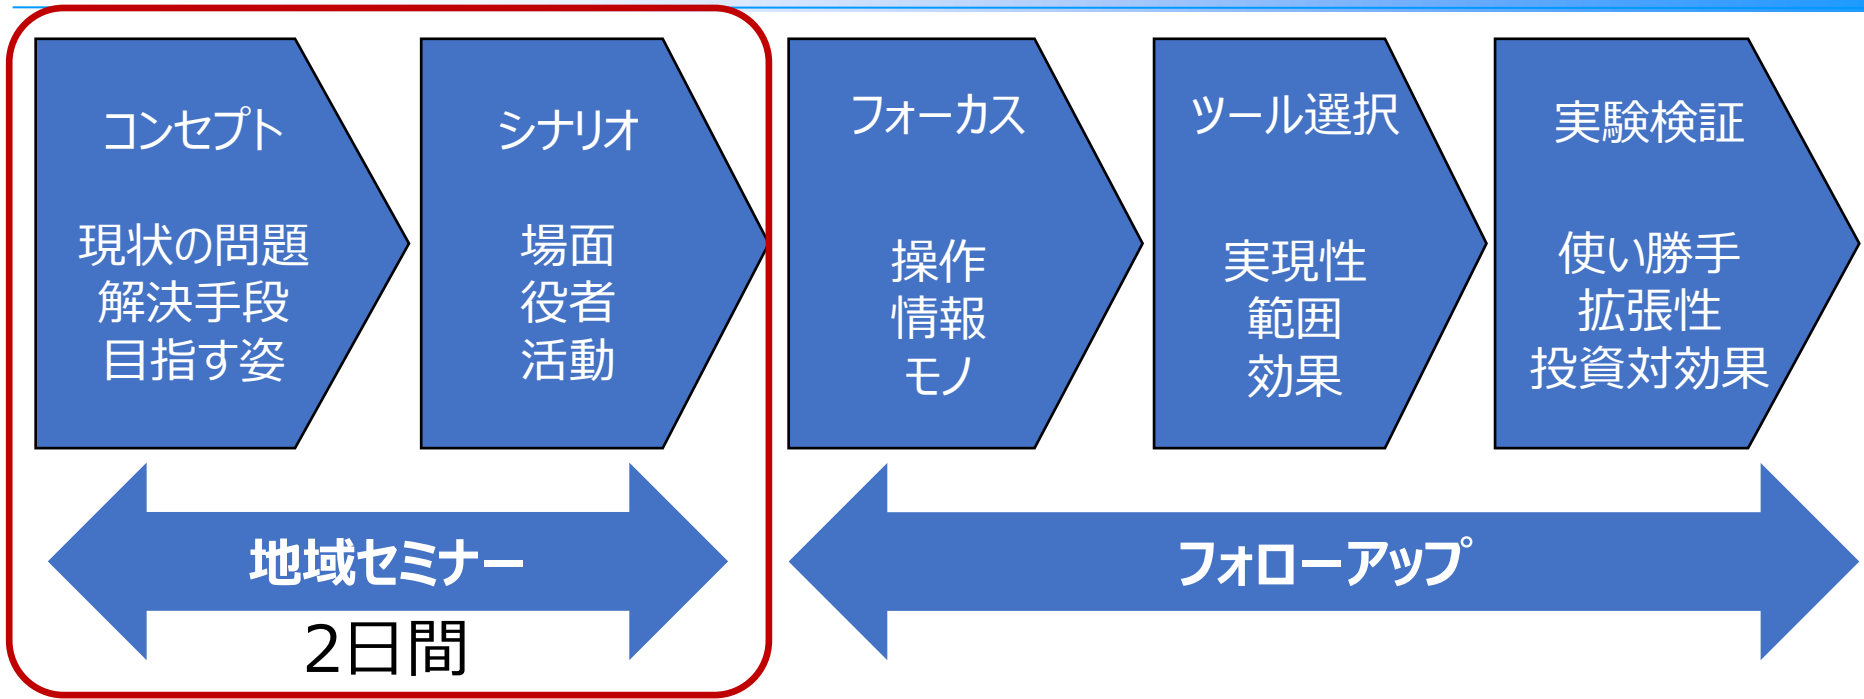 コンセプト
現状の問題
解決手段
目指す姿
シナリオ
場面
役者
活動
フォーカス
操作
情報
モノ
ツール選択
実現性
範囲
効果
実験検証
使い勝手
拡張性
投資対効果
地域セミナー
2日間
フォローアップ